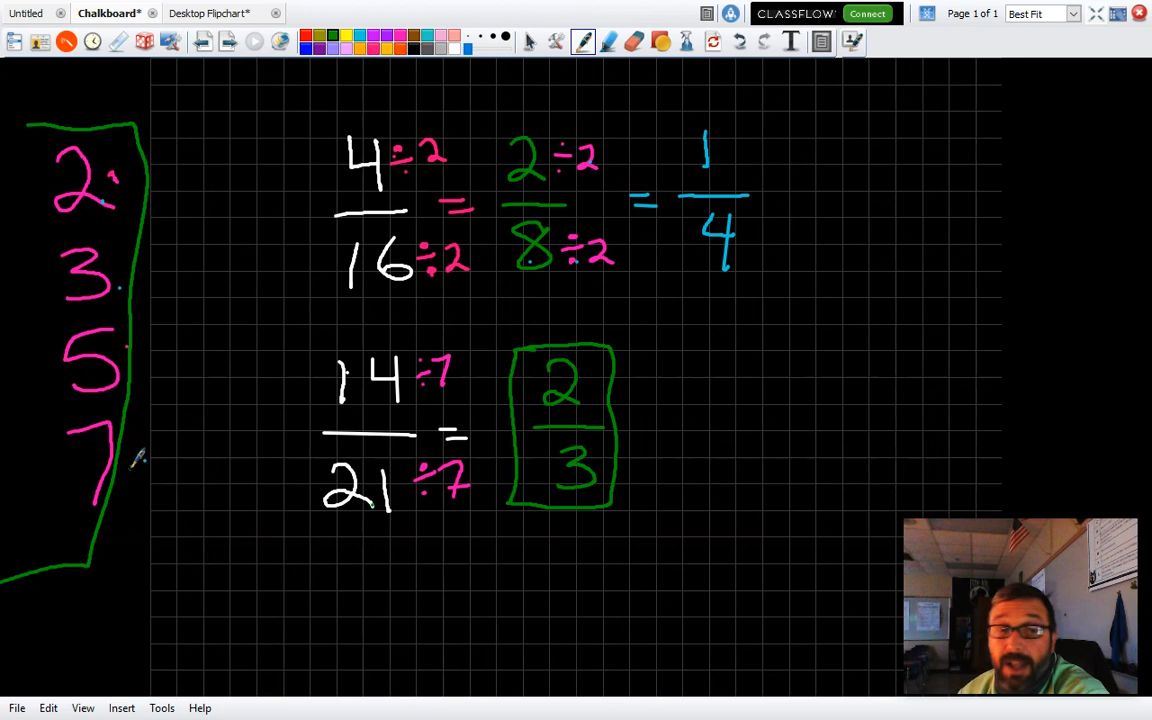 Untitled Chalkboard* Desktop Flipchart*
CLASSFLOW Connect Page 1 of 1 Best Fit
T
2
3
5
7
4 ÷2 = 2 ÷2 = 1
16 ÷2 8 ÷2 4
14 ÷7 = 2
21 ÷7 3
File Edit View Insert Tools Help